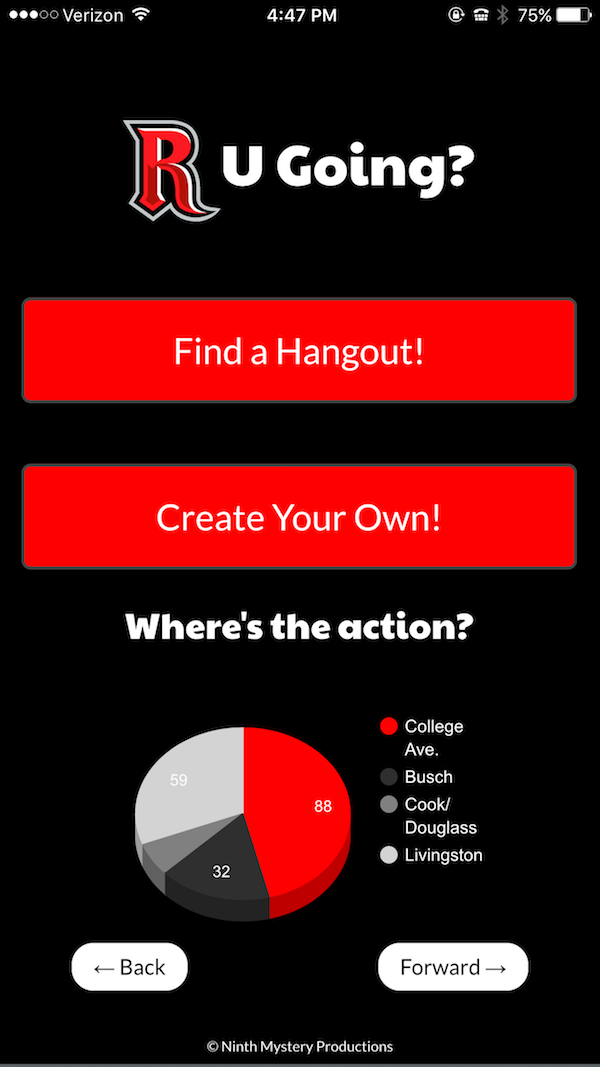 Verizon 4:47 PM 75%
R U Going?
Find a Hangout!
Create Your Own!
Where's the action?
College
Ave.
Busch
Cook/
Douglass
Livingston
59
88
32
← Back Forward →
© Ninth Mystery Productions